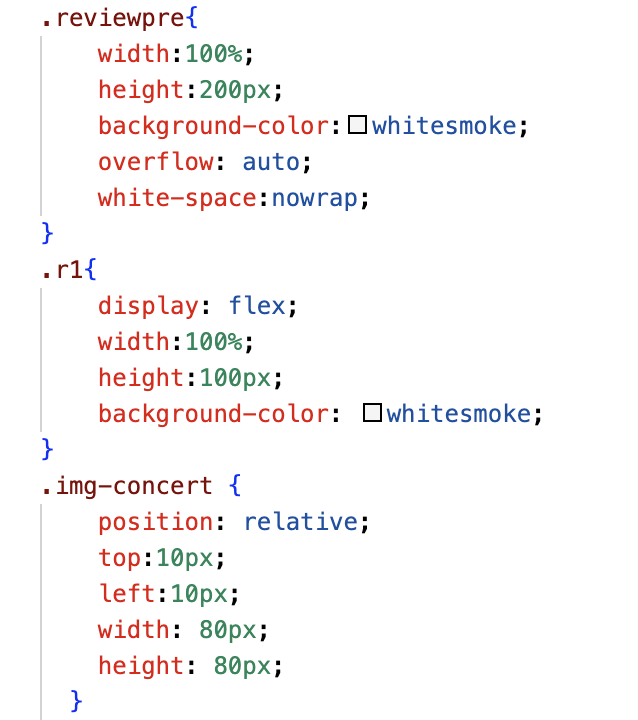 .reviewpre{
width:100%;
height:200px;
background-color:whitesmoke;
overflow: auto;
white-space:nowrap;
}
.r1{
display: flex;
width:100%;
height:100px;
background-color: whitesmoke;
}
.img-concert {
position: relative;
top:10px;
left:10px;
width: 80px;
height: 80px;
}